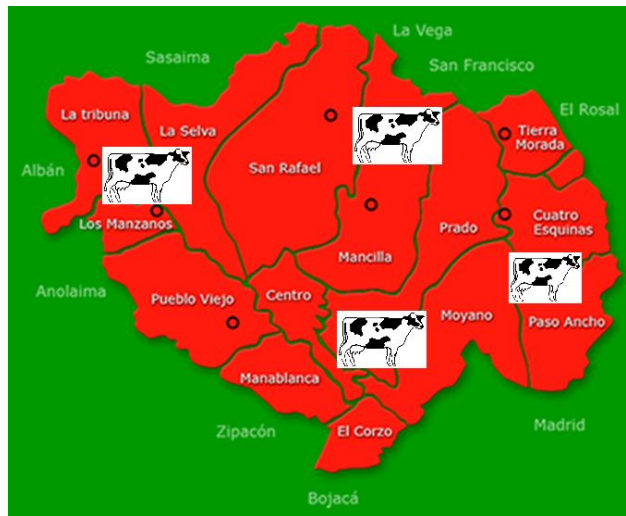 La Vega
Sasaima
San Francisco
El Rosal
La tribuna
La Selva
Tierra
Morada
Albán
San Rafael
Los Manzanos
Cuatro
Esquinas
Prado
Mancilla
Anolaima
Pueblo Viejo
Centro
Moyano
Paso Ancho
Manablanca
El Corzo
Zipacón
Madrid
Bojacá